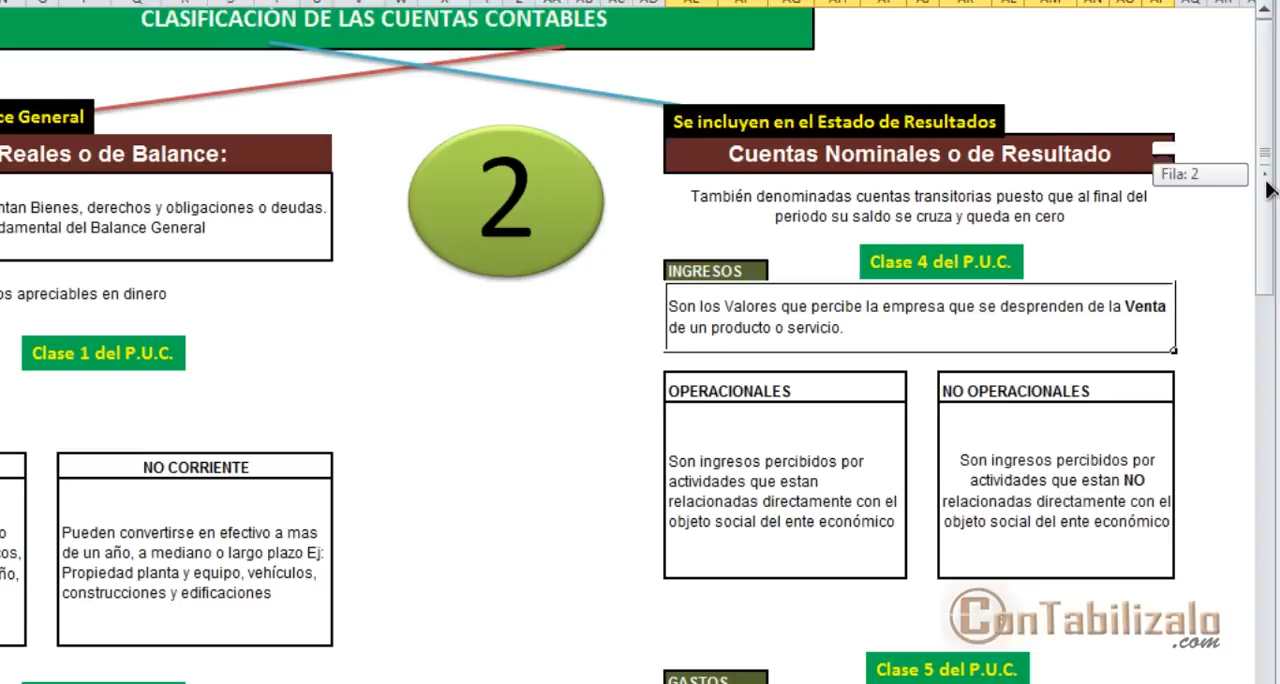 CLASIFICACIÓN DE LAS CUENTAS CONTABLES
General
Reales o de Balance:
Bienes, derechos y obligaciones o deudas.
del Balance General
apreciables en dinero
Clase 1 del P.U.C.
NO CORRIENTE
Pueden convertirse en efectivo a mas
de un año, a mediano o largo plazo Ej:
Propiedad planta y equipo, vehículos,
construcciones y edificaciones
2
Se incluyen en el Estado de Resultados
Cuentas Nominales o de Resultado
Fila: 2
También denominadas cuentas transitorias puesto que al final del
periodo su saldo se cruza y queda en cero
Clase 4 del P.U.C.
INGRESOS
Son los Valores que percibe la empresa que se desprenden de la Venta
de un producto o servicio.
OPERACIONALES
Son ingresos percibidos por
actividades que estan
relacionadas directamente con el
objeto social del ente económico
NO OPERACIONALES
Son ingresos percibidos por
actividades que estan NO
relacionadas directamente con el
objeto social del ente económico
ConTabilizalo
.com
Clase 5 del P.U.C.
GASTOS